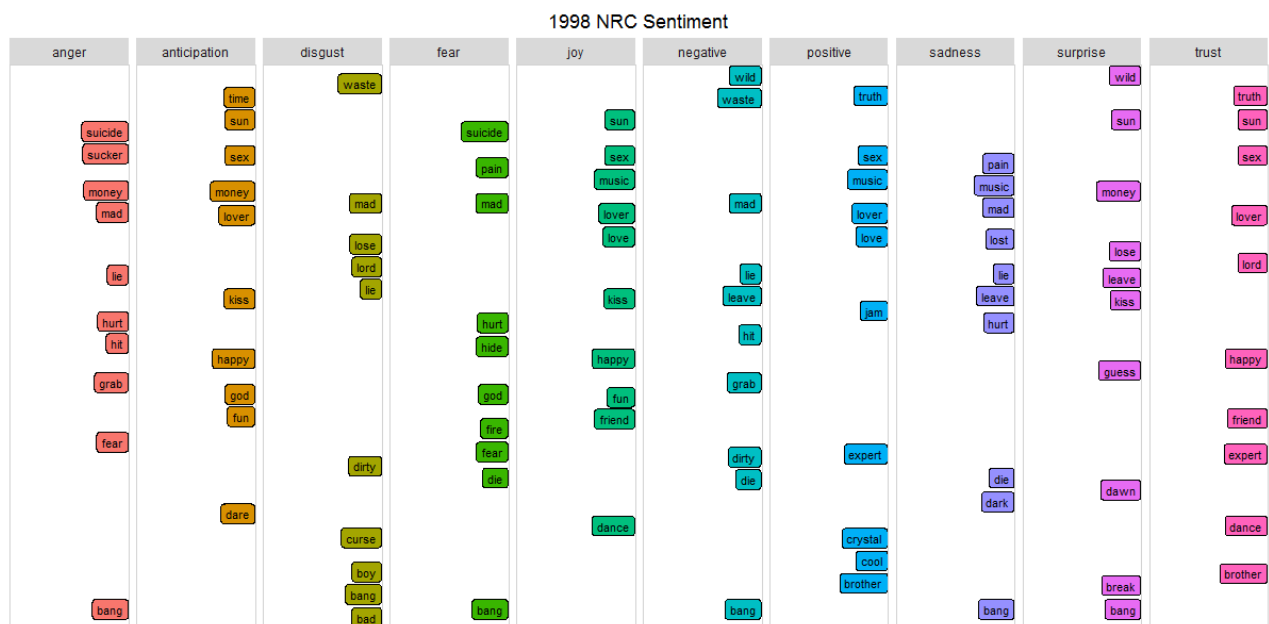 1998 NRC Sentiment
anger
suicide
sucker
money
mad
lie
hurt
hit
grab
fear
bang
anticipation
time
sun
sex
money
lover
kiss
happy
god
fun
dare
disgust
waste
mad
lose
lord
lie
dirty
curse
boy
bang
bad
fear
suicide
pain
mad
hurt
hide
god
fire
fear
die
bang
joy
sun
sex
music
lover
love
kiss
happy
fun
friend
dance
negative
wild
waste
mad
lie
leave
hit
grab
dirty
die
bang
positive
truth
sex
music
lover
love
jam
expert
crystal
cool
brother
sadness
pain
music
mad
lost
lie
leave
hurt
die
dark
bang
surprise
wild
sun
money
lose
leave
kiss
guess
dawn
break
bang
trust
truth
sun
sex
lover
lord
happy
friend
expert
dance
brother